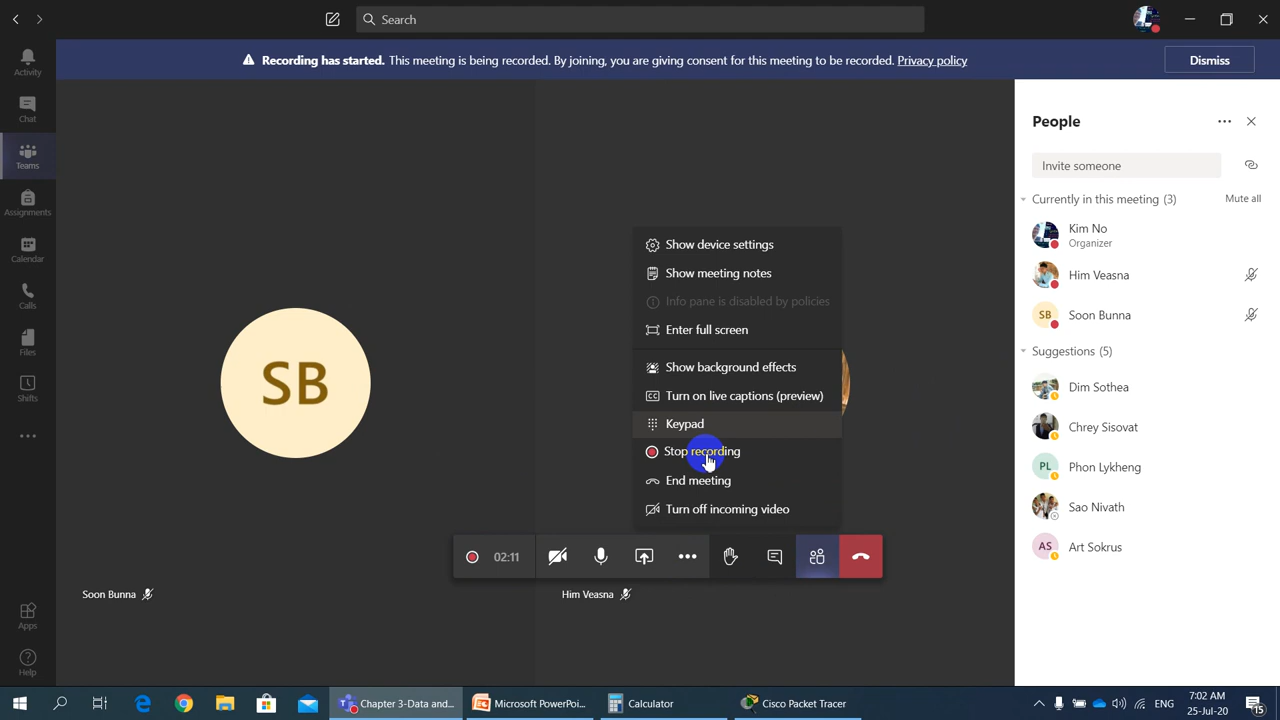 Search
Recording has started. This meeting is being recorded. By joining, you are giving consent for this meeting to be recorded. Privacy policy
Dismiss
Activity
Chat
Teams
Assignments
Calendar
Calls
Files
Shifts
Apps
Help
SB
Soon Bunna
Him Veasna
Show device settings
Show meeting notes
Info pane is disabled by policies
Enter full screen
Show background effects
CC Turn on live captions (preview)
Keypad
Stop recording
End meeting
Turn off incoming video
02:11
People
Invite someone
Currently in this meeting (3)
Mute all
Kim No
Organizer
Him Veasna
SB Soon Bunna
Suggestions (5)
Dim Sothea
Chrey Sisovat
PL Phon Lykheng
Sao Nivath
AS Art Sokrus
Chapter 3-Data and...
Microsoft PowerPoi...
Calculator
Cisco Packet Tracer
ENG
7:02 AM
25-Jul-20
15